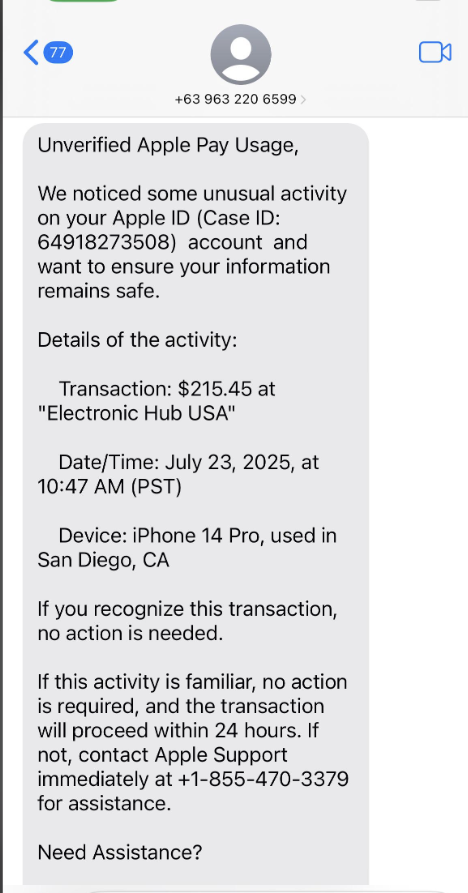 77
+63 963 220 6599 >
Unverified Apple Pay Usage,
We noticed some unusual activity
on your Apple ID (Case ID:
64918273508)  account  and
want to ensure your information
remains safe.
Details of the activity:
Transaction: $215.45 at
"Electronic Hub USA"
Date/Time: July 23, 2025, at
10:47 AM (PST)
Device: iPhone 14 Pro, used in
San Diego, CA
If you recognize this transaction,
no action is needed.
If this activity is familiar, no action
is required, and the transaction
will proceed within 24 hours. If
not, contact Apple Support
immediately at +1-855-470-3379
for assistance.
Need Assistance?